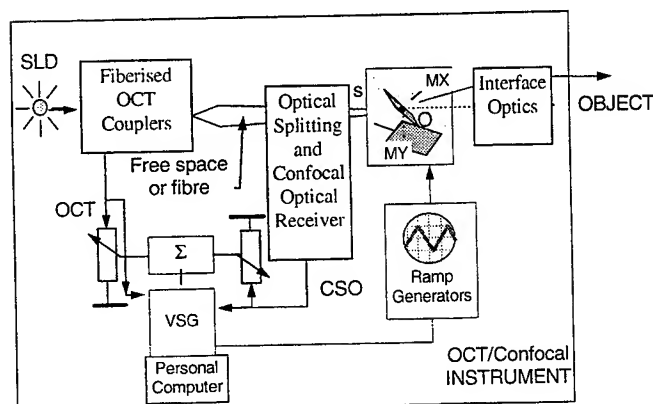 SLD
Fiberised
OCT
Couplers
Free space
or fibre
Optical
Splitting
and
Confocal
Optical
Receiver
S
MX
O
MY
Interface
Optics
OBJECT
OCT
Σ
CSO
VSG
Personal
Computer
Ramp
Generators
OCT/Confocal
INSTRUMENT